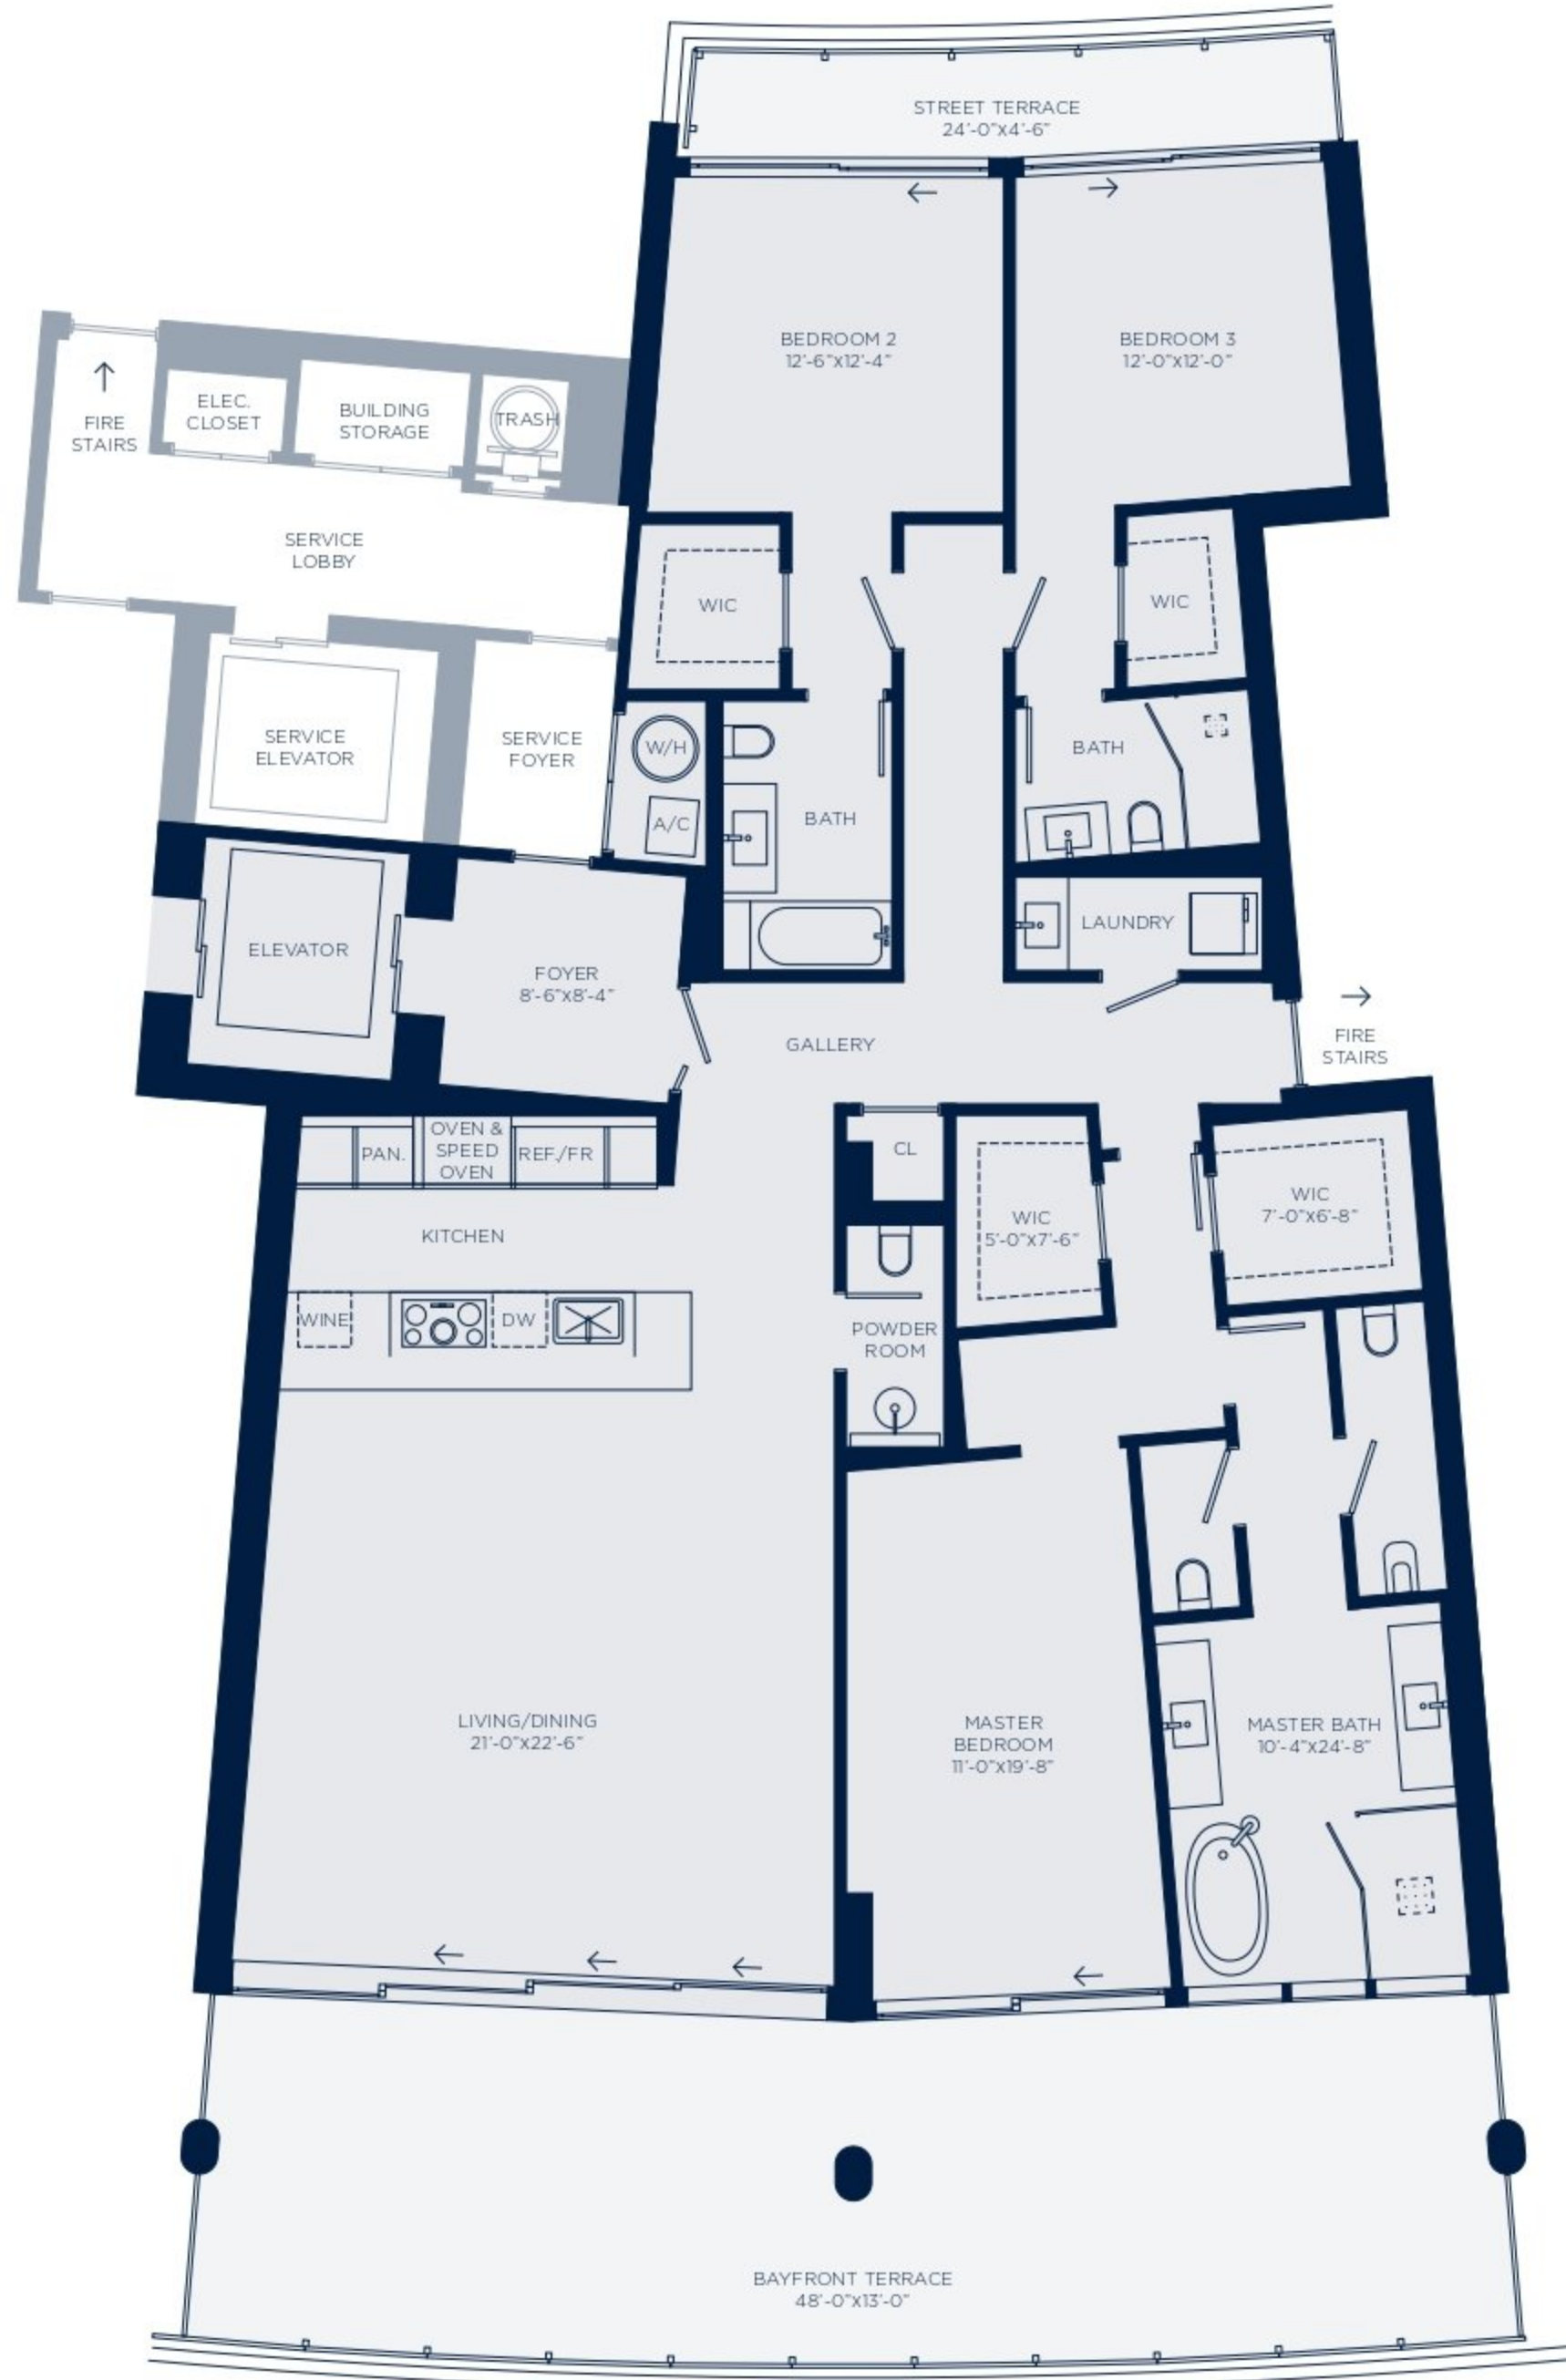 STREET TERRACE
24'-0"x4'-6"
BEDROOM 2
12'-6"x12'-4"
BEDROOM 3
12'-0"x12'-0"
FIRE
STAIRS
ELEC.
CLOSET
BUILDING
STORAGE
TRASH
SERVICE
LOBBY
WIC
WIC
SERVICE
ELEVATOR
SERVICE
FOYER
W/H
A/C
BATH
BATH
ELEVATOR
FOYER
8'-6"x8'-4"
LAUNDRY
GALLERY
FIRE
STAIRS
PAN.
OVEN &
SPEED
OVEN
REF./FR
CL
KITCHEN
WIC
5'-0"x7'-6"
WIC
7'-0"x6'-8"
WINE
DW
POWDER
ROOM
LIVING/DINING
21'-0"x22'-6"
MASTER
BEDROOM
11'-0"x19'-8"
MASTER BATH
10'-4"x24'-8"
BAYFRONT TERRACE
48'-0"x13'-0"